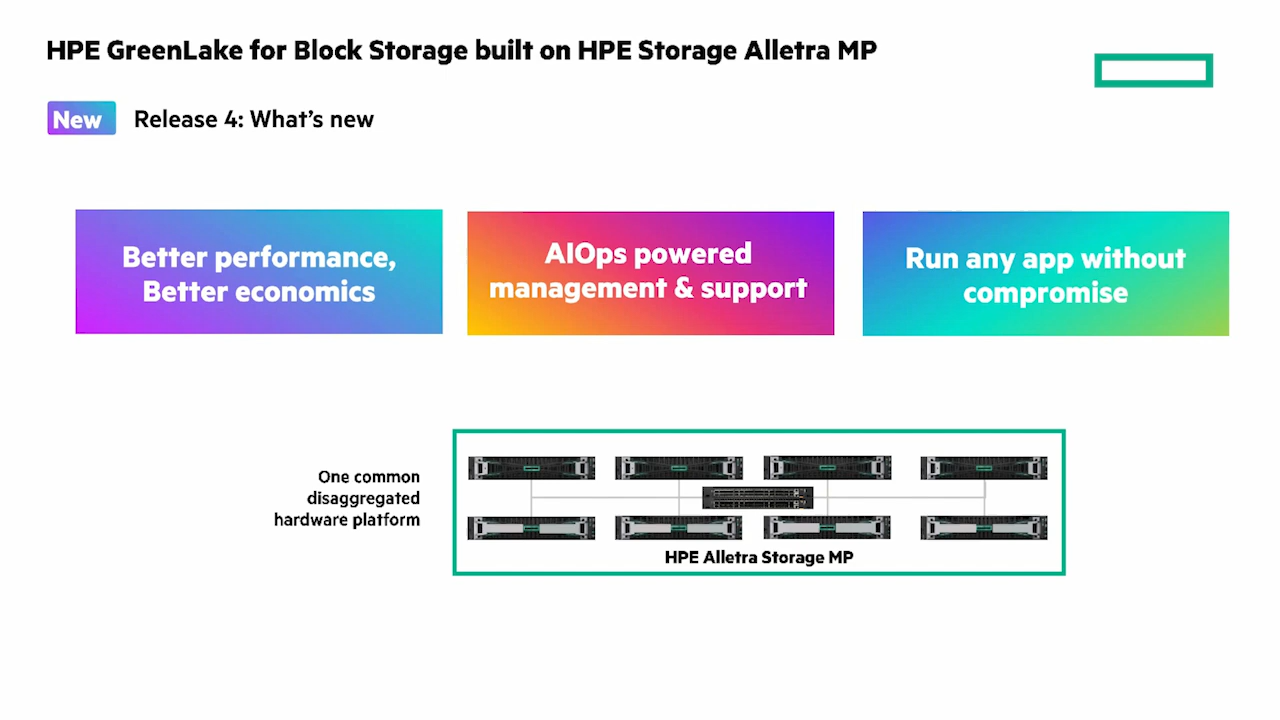 HPE GreenLake for Block Storage built on HPE Storage Alletra MP
New Release 4: What's new
Better performance,
Better economics
AIOps powered
management & support
Run any app without
compromise
One common
disaggregated
hardware platform
HPE Alletra Storage MP